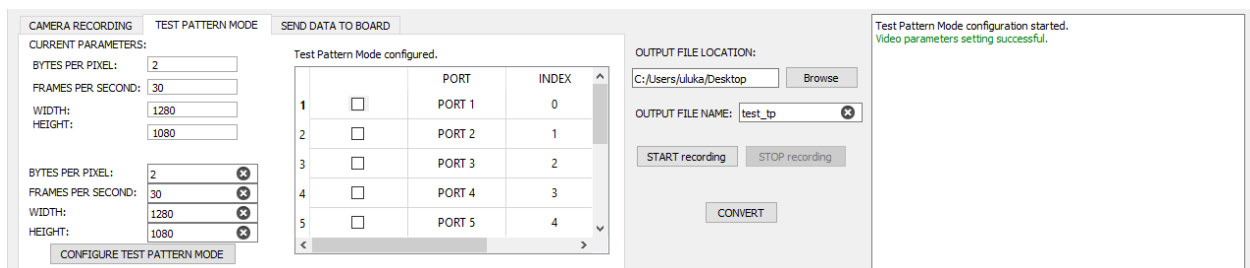 CAMERA RECORDING
TEST PATTERN MODE
SEND DATA TO BOARD
CURRENT PARAMETERS:
BYTES PER PIXEL: 2
FRAMES PER SECOND: 30
WIDTH: 1280
HEIGHT: 1080
BYTES PER PIXEL: 2
FRAMES PER SECOND: 30
WIDTH: 1280
HEIGHT: 1080
CONFIGURE TEST PATTERN MODE
Test Pattern Mode configured.
PORT INDEX
1 PORT 1 0
2 PORT 2 1
3 PORT 3 2
4 PORT 4 3
5 PORT 5 4
OUTPUT FILE LOCATION:
C:/Users/uluka/Desktop Browse
OUTPUT FILE NAME: test_tp
START recording STOP recording
CONVERT
Test Pattern Mode configuration started.
Video parameters setting successful.